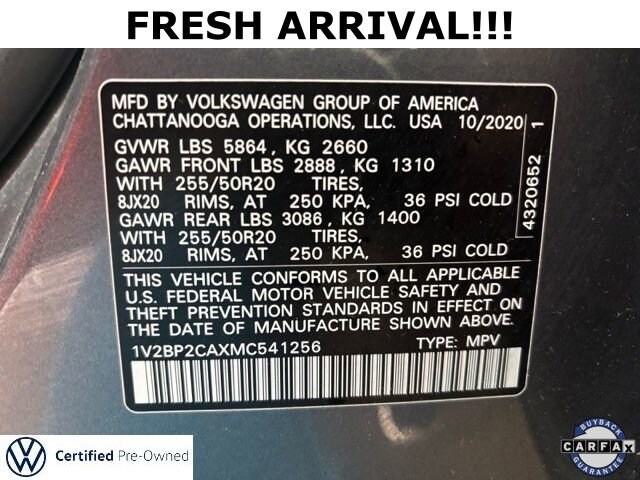 FRESH ARRIVAL!!!
MFD BY VOLKSWAGEN GROUP OF AMERICA
CHATTANOOGA OPERATIONS, LLC. USA 10/2020
GVWR LBS 5864, KG 2660
GAWR FRONT LBS 2888, KG 1310
WITH 255/50R20 TIRES,
8JX20 RIMS, AT 250 KPA, 36 PSI COLD
GAWR REAR LBS 3086, KG 1400
WITH 255/50R20 TIRES,
8JX20 RIMS, AT 250 KPA, 36 PSI COLD
THIS VEHICLE CONFORMS TO ALL APPLICABLE
U.S. FEDERAL MOTOR VEHICLE SAFETY AND
THEFT PREVENTION STANDARDS IN EFFECT ON
THE DATE OF MANUFACTURE SHOWN ABOVE.
1V2BP2CAXMC541256 TYPE: MPV
4320652 1
Certified Pre-Owned
BUYBACK
CARFAX
GUARANTEE